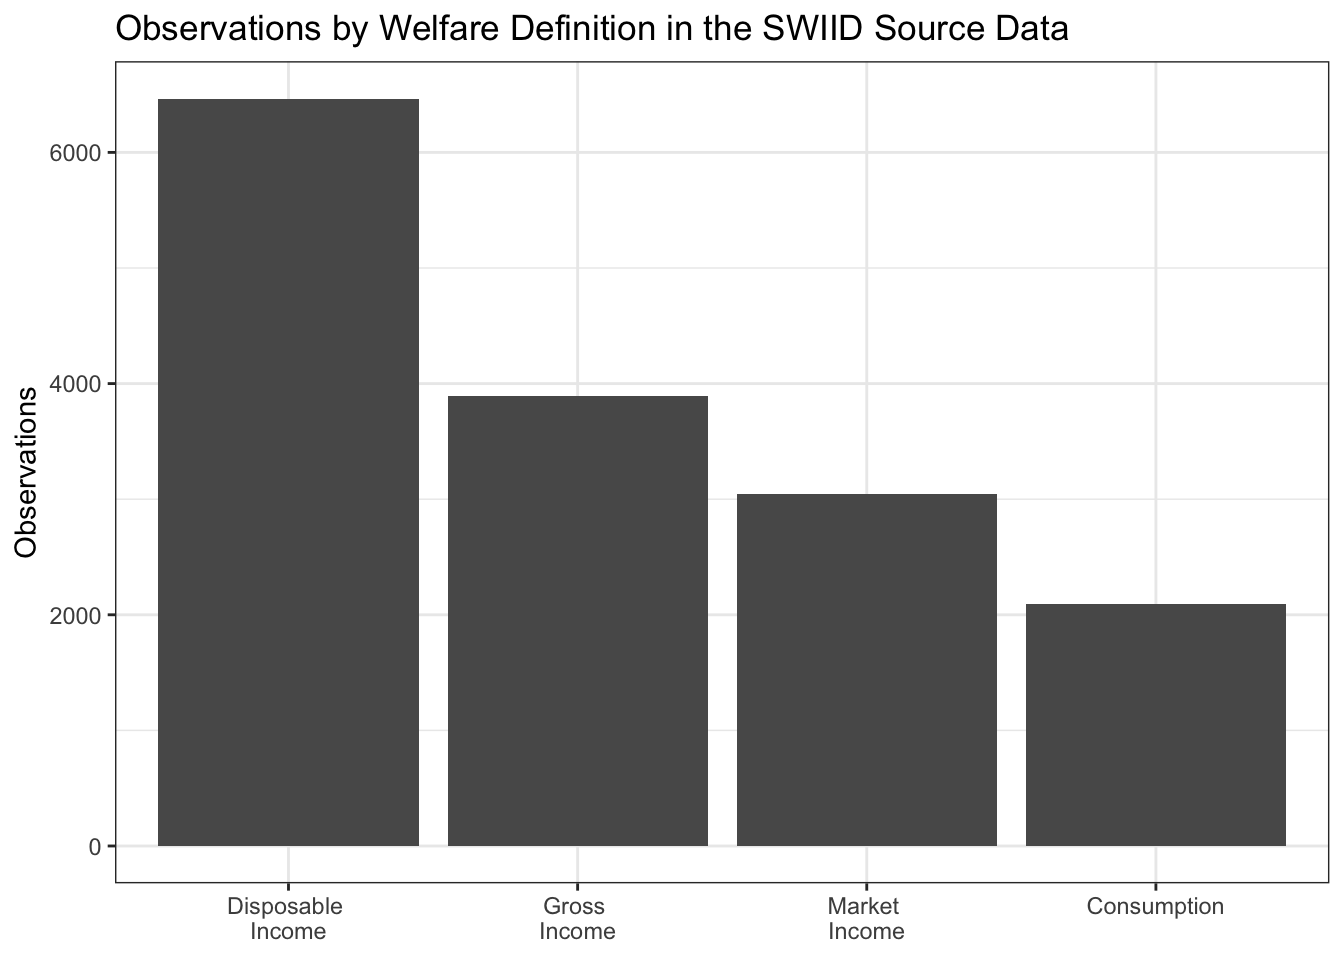 Observations by Welfare Definition in the SWIID Source Data
Observations
6000
4000
2000
0
Disposable
Income
Gross
Income
Market
Income
Consumption